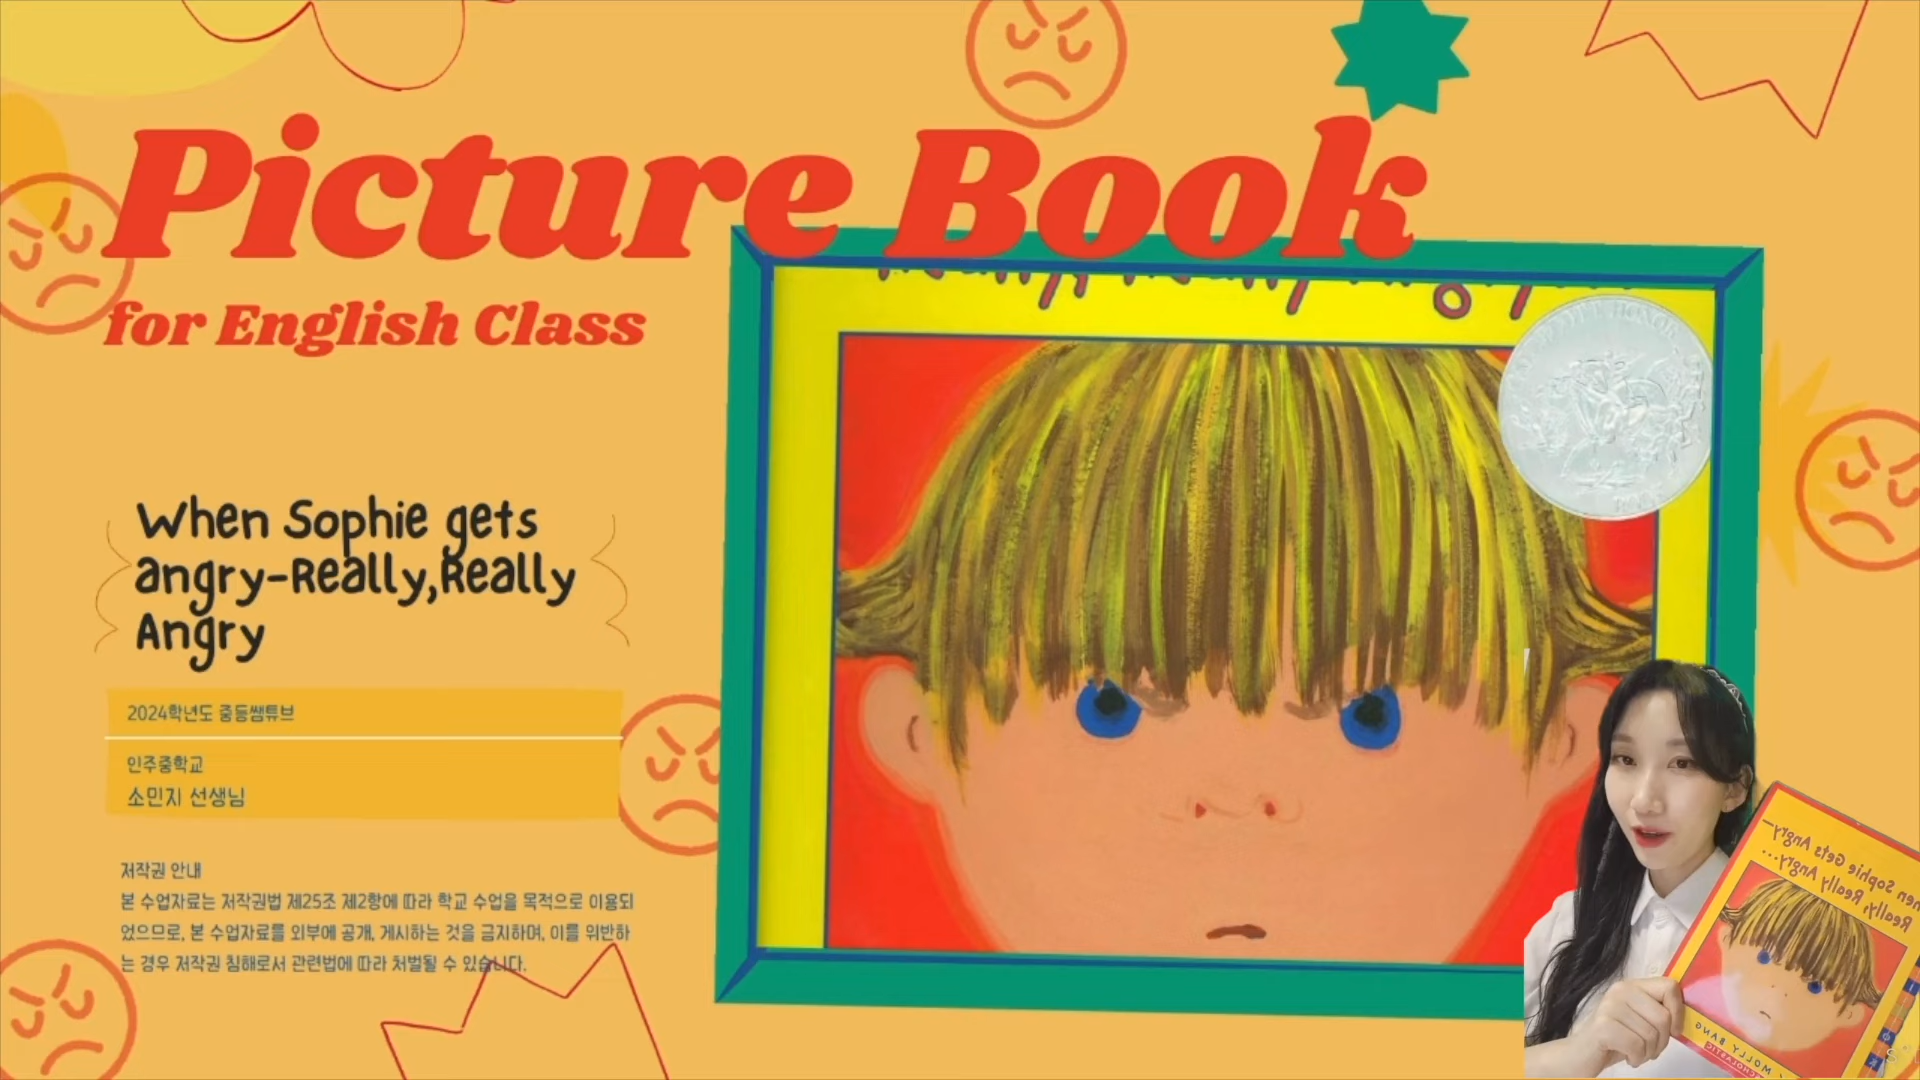 Picture Book
for English Class
When Sophie gets
angry-Really,Really
Angry
2024학년도 중등쌤튜브
인주중학교
소민지 선생님
저작권 안내
본 수업자료는 저작권법 제25조 제2항에 따라 학교 수업을 목적으로 이용되
었으므로, 본 수업자료를 외부에 공개, 게시하는 것을 금지하며, 이를 위반하
는 경우 저작권 침해로서 관련법에 따라 처벌될 수 있습니다.
Sophie Gets Angry—
Really, Really Angry...
MOLLY BANG
SCHOLASTIC